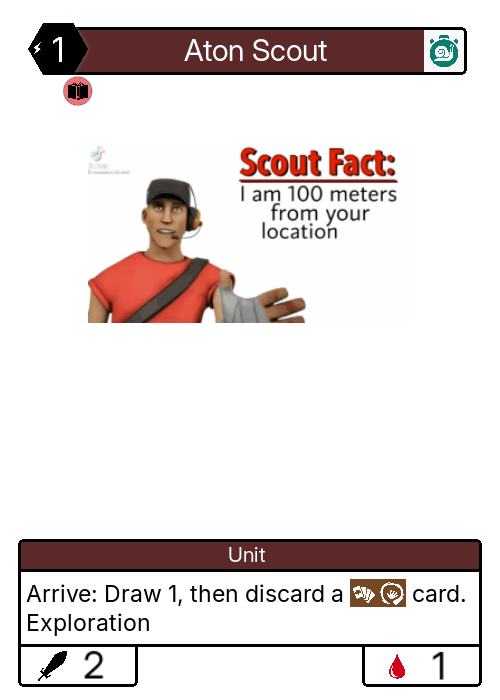 1
Aton Scout
Scout Fact:
I am 100 meters
from your
location
Unit
Arrive: Draw 1, then discard a card.
Exploration
2
1